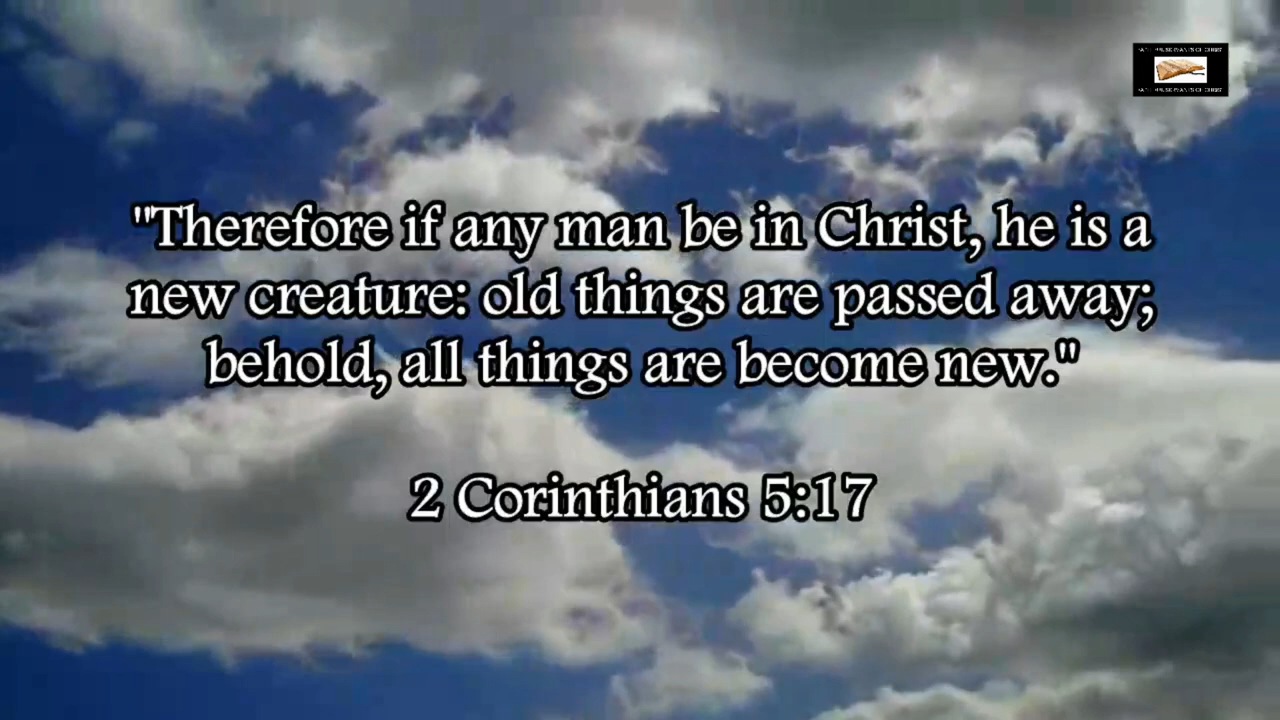 "Therefore if any man be in Christ, he is a
new creature: old things are passed away;
behold, all things are become new."
2 Corinthians 5:17